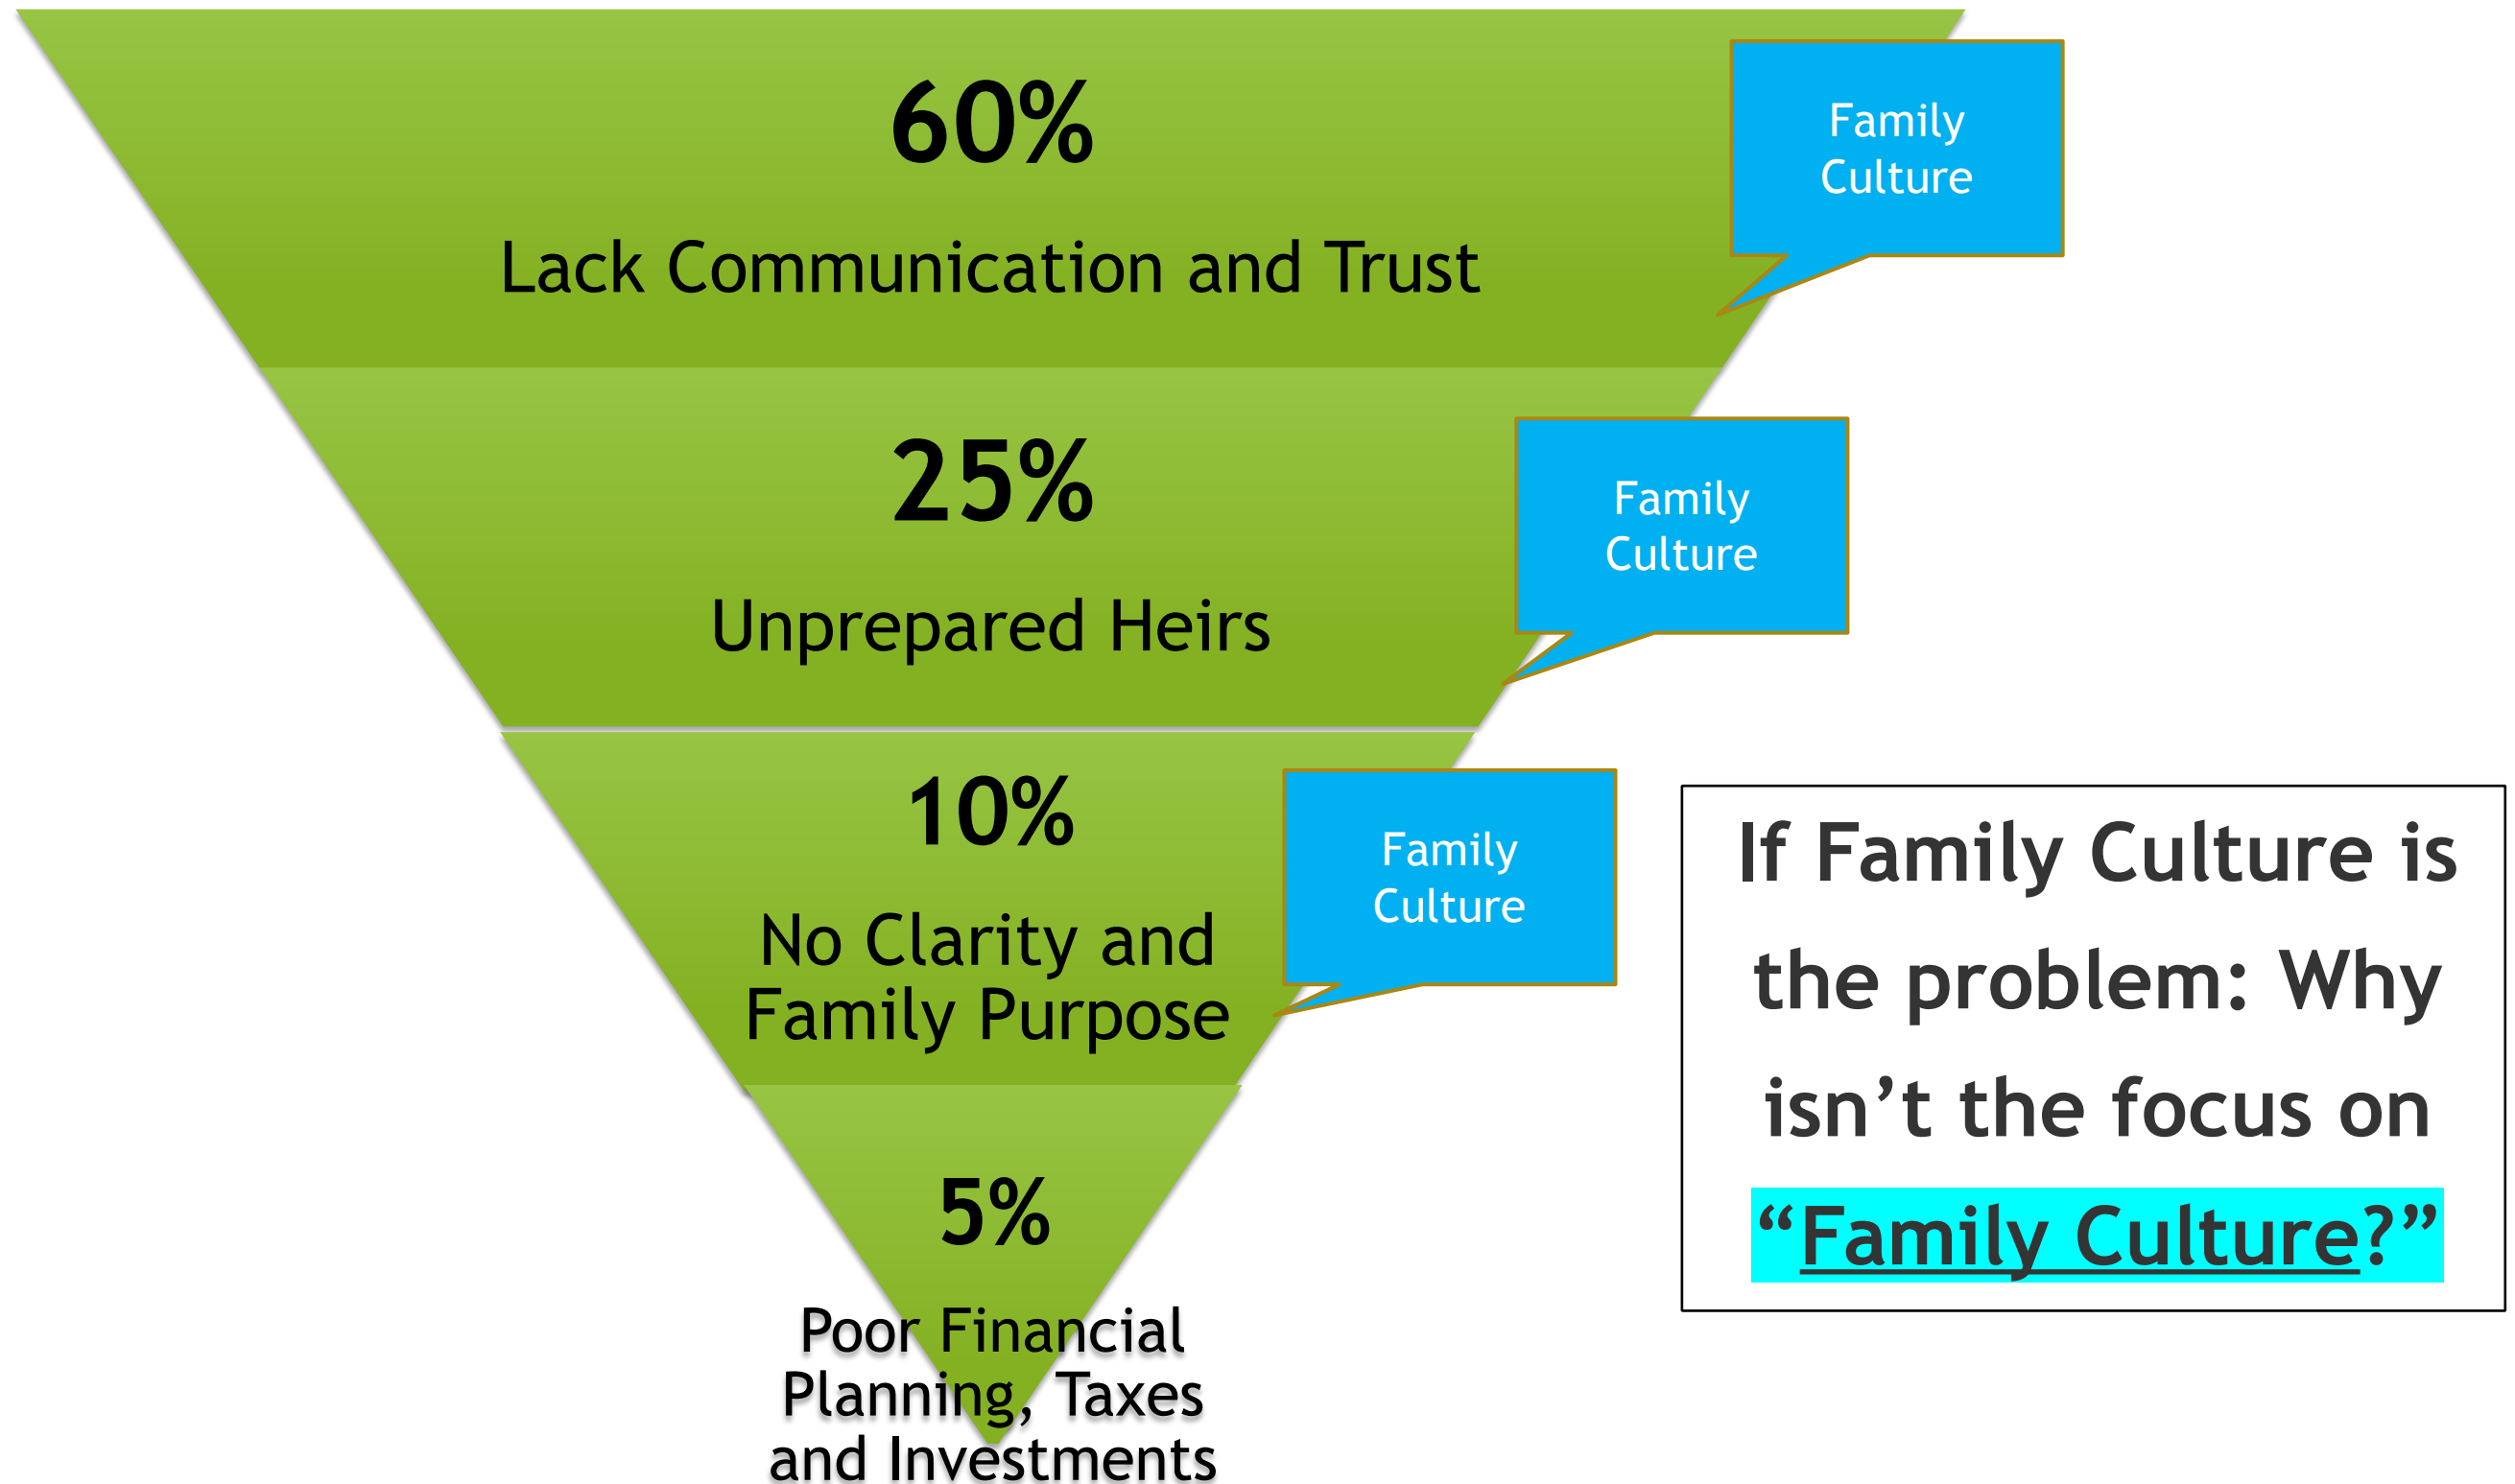 60%
Lack Communication and Trust
Family
Culture
25%
Unprepared Heirs
Family
Culture
10%
No Clarity and
Family Purpose
Family
Culture
5%
Poor Financial
Planning, Taxes
and Investments
If Family Culture is
the problem: Why
isn’t the focus on
“Family Culture?”